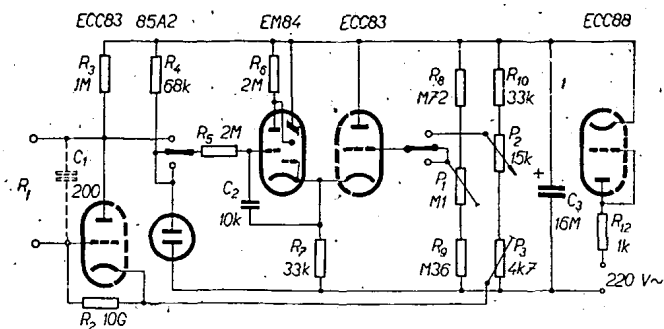 ECC83 85A2 EM84 ECC83 ECC88
R3 1M
R4 68k
R6 2M
R8 M72
R10 33k
R5 2M
C1 200
R1
C2 10k
P1 M1
P2 15k
+ C3 16M
R12 1k
R7 33k
R9 M36
P3 4k7
220 V~
R2 10G